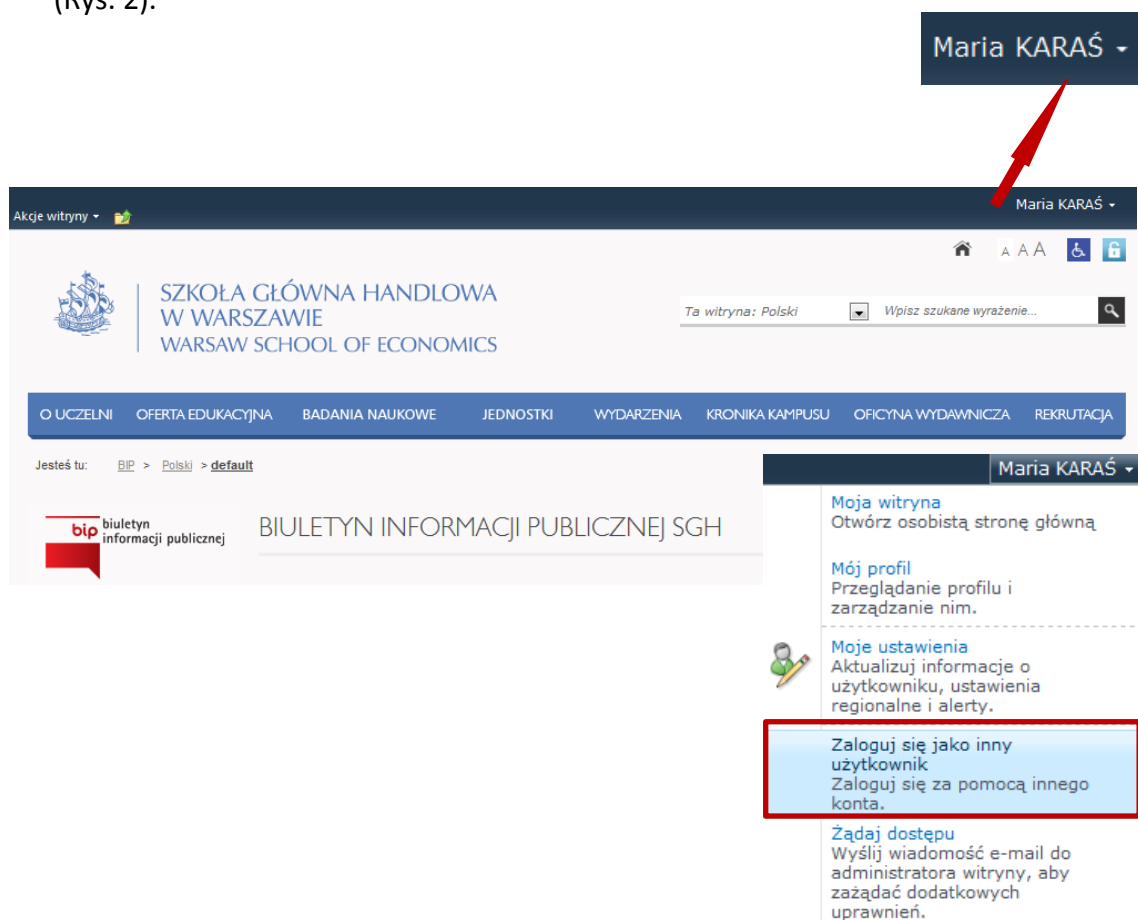 (Rys. 2).
Maria KARAŚ
Maria KARAŚ
Akcje witryny
A A A
SZKOŁA GŁÓWNA HANDLOWA
W WARSZAWIE
WARSAW SCHOOL OF ECONOMICS
Ta witryna: Polski
Wpisz szukane wyrażenie...
O UCZELNI OFERTA EDUKACYJNA BADANIA NAUKOWE JEDNOSTKI WYDARZENIA KRONIKA KAMPUSU OFICYNA WYDAWNICZA REKRUTACJA
Jesteś tu: BIP > Polski > default
bip biuletyn
informacji publicznej
BIULETYN INFORMACJI PUBLICZNEJ SGH
Maria KARAŚ
Moja witryna
Otwórz osobistą stronę główną
Mój profil
Przeglądanie profilu i
zarządzanie nim.
Moje ustawienia
Aktualizuj informacje o
użytkowniku, ustawienia
regionalne i alerty.
Zaloguj się jako inny
użytkownik
Zaloguj się za pomocą innego
konta.
Żądaj dostępu
Wyślij wiadomość e-mail do
administratora witryny, aby
zażądać dodatkowych
uprawnień.